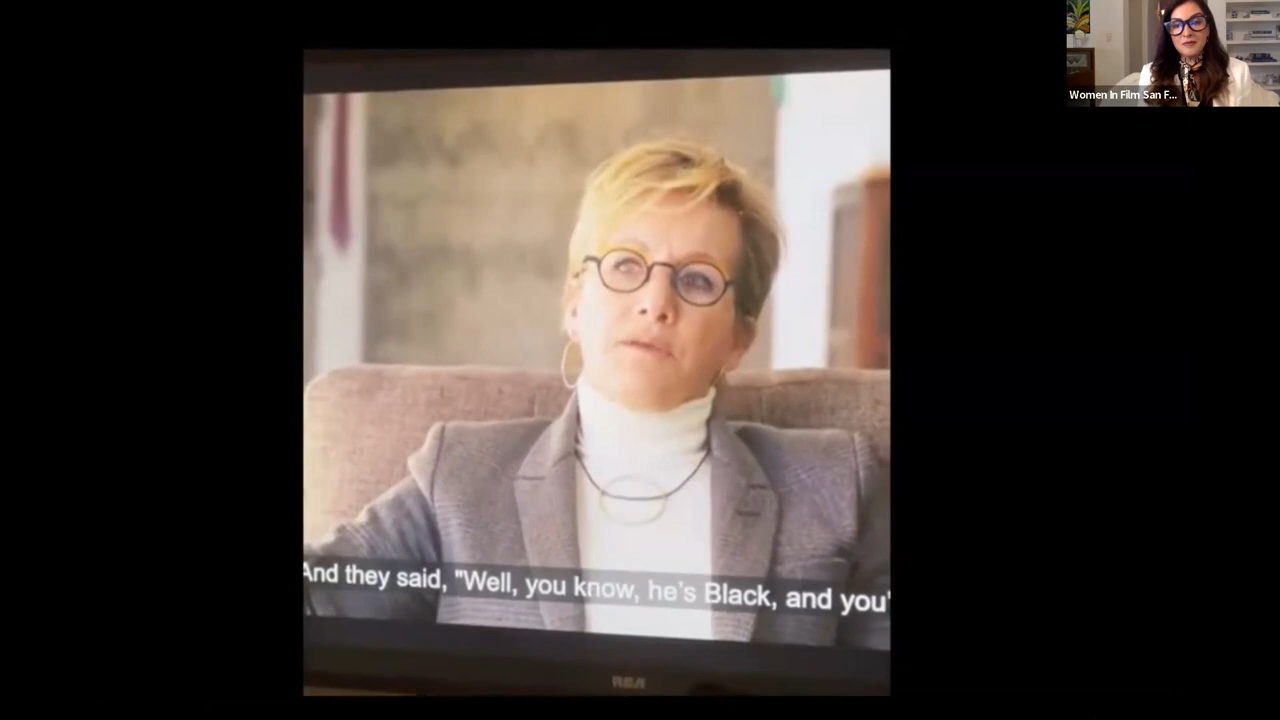 Women In Film San F...
And they said, "Well, you know, he's Black, and you'
RCA